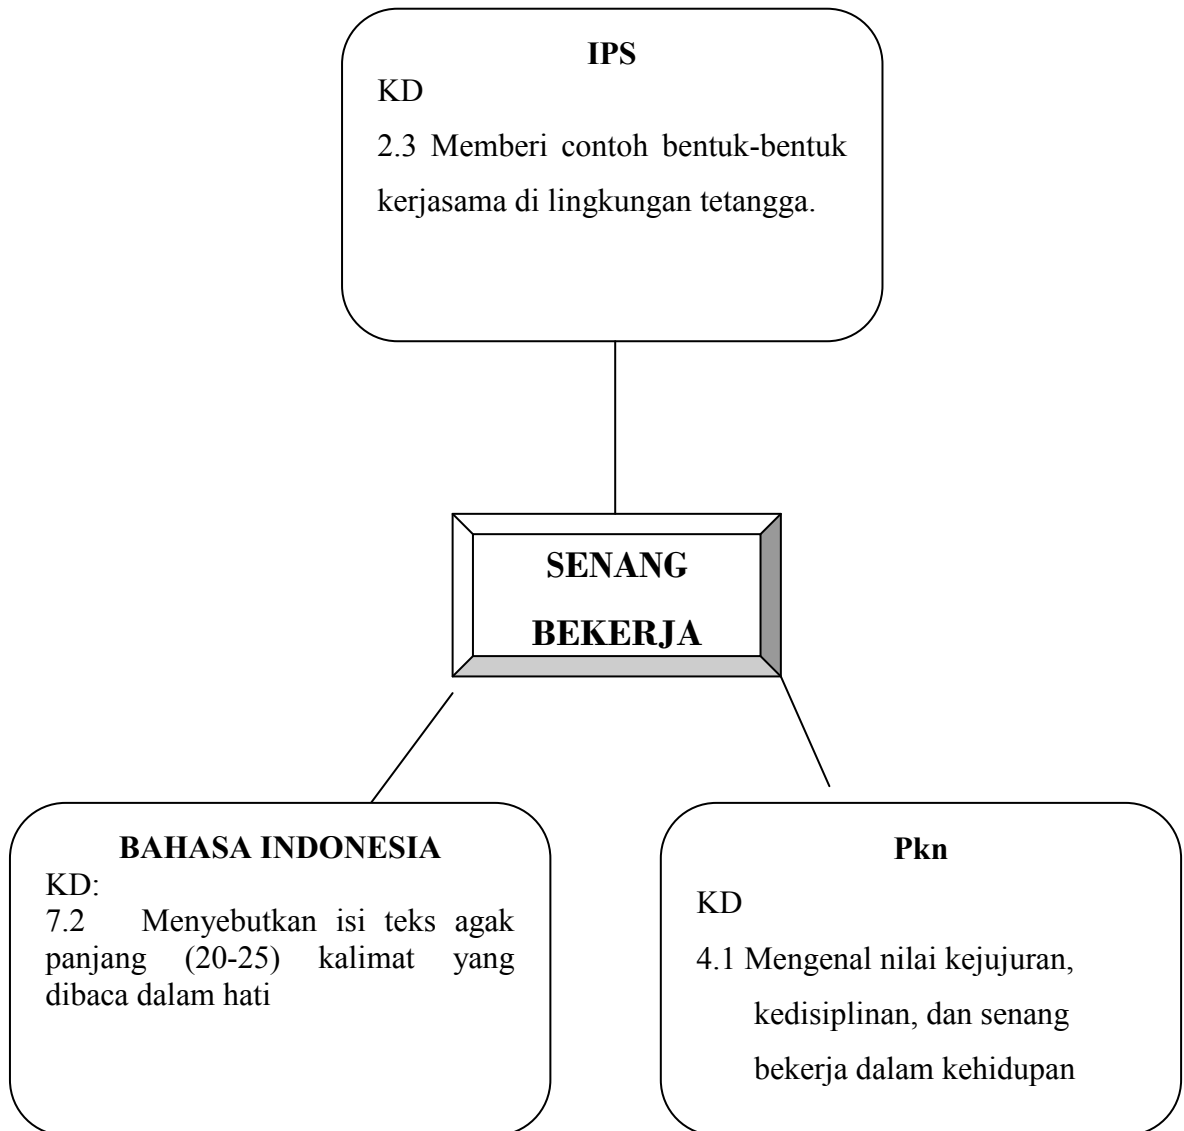 IPS
KD
2.3 Memberi contoh bentuk-bentuk
kerjasama di lingkungan tetangga.
SENANG
BEKERJA
BAHASA INDONESIA
KD:
7.2 Menyebutkan isi teks agak
panjang (20-25) kalimat yang
dibaca dalam hati
Pkn
KD
4.1 Mengenal nilai kejujuran,
kedisiplinan, dan senang
bekerja dalam kehidupan